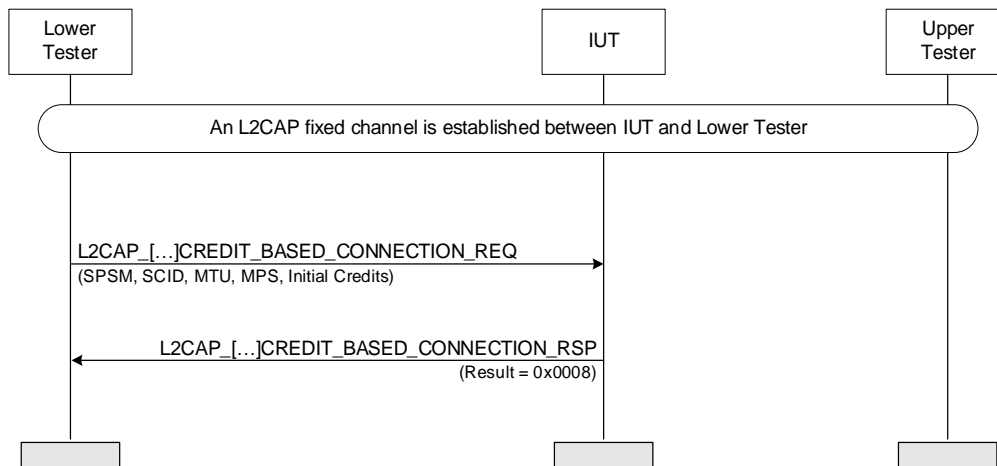 Lower
Tester
IUT
Upper
Tester
An L2CAP fixed channel is established between IUT and Lower Tester
L2CAP_[…]CREDIT_BASED_CONNECTION_REQ
(SPSM, SCID, MTU, MPS, Initial Credits)
L2CAP_[…]CREDIT_BASED_CONNECTION_RSP
(Result = 0x0008)